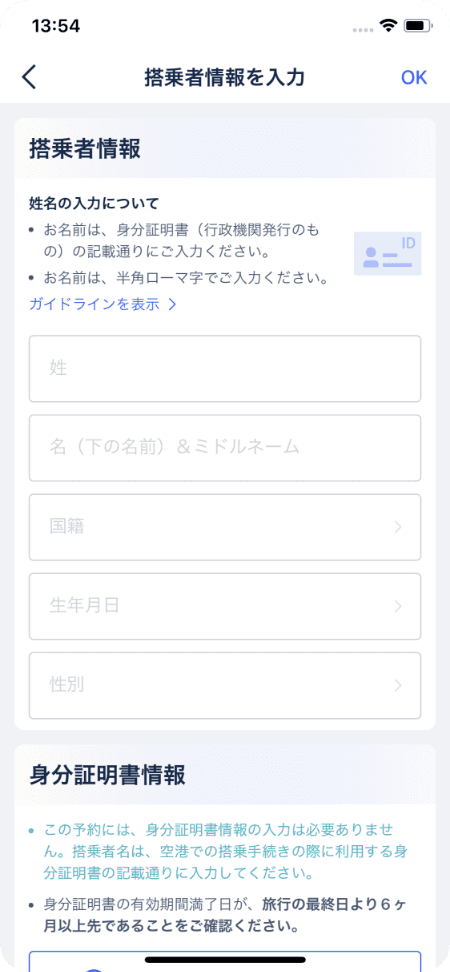 13:54
搭乗者情報を入力
OK
搭乗者情報
姓名の入力について
• お名前は、身分証明書（行政機関発行のも
の）の記載通りにご入力ください。
ID
• お名前は、半角ローマ字でご入力ください。
ガイドラインを表示 >
姓
名（下の名前）＆ミドルネーム
国籍
生年月日
性別
身分証明書情報
• この予約には、身分証明書情報の入力は必要ありませ
ん。搭乗者名は、空港での搭乗手続きの際に利用する身
分証明書の記載通りに入力してください。
• 身分証明書の有効期間満了日が、旅行の最終日より６ヶ
月以上先であることをご確認ください。